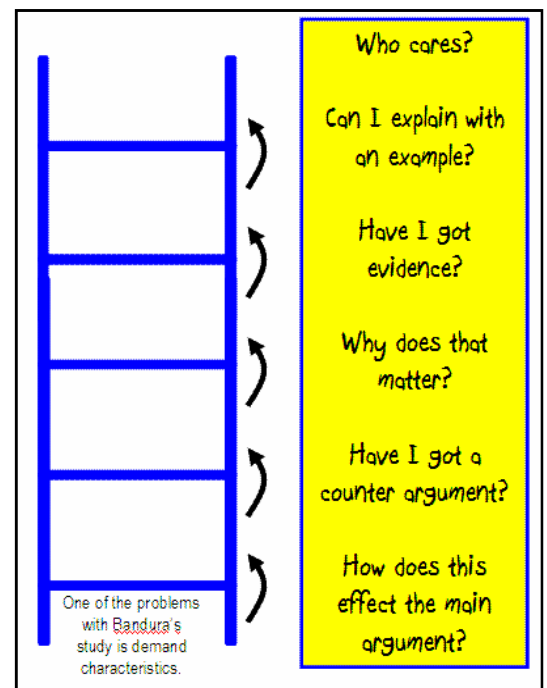 Who cares?
Can I explain with
an example?
Have I got
evidence?
Why does that
matter?
Have I got a
counter argument?
How does this
effect the main
argument?
One of the problems
with Bandura's
study is demand
characteristics.